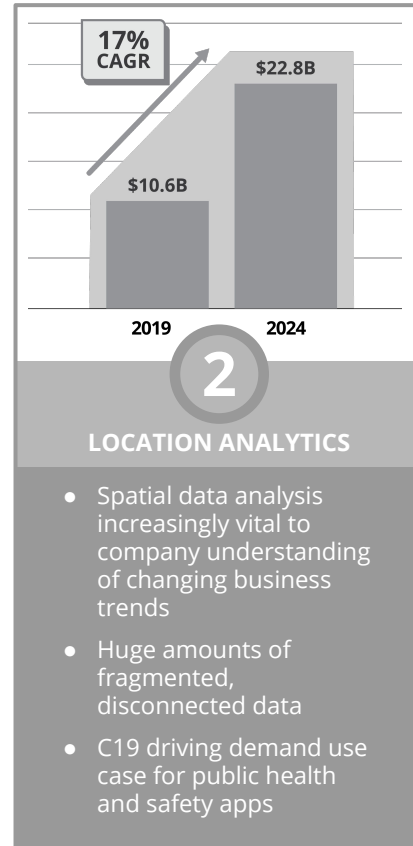 17%
CAGR
$22.8B
$10.6B
2019 2024
2
LOCATION ANALYTICS
● Spatial data analysis
increasingly vital to
company understanding
of changing business
trends
● Huge amounts of
fragmented,
disconnected data
● C19 driving demand use
case for public health
and safety apps